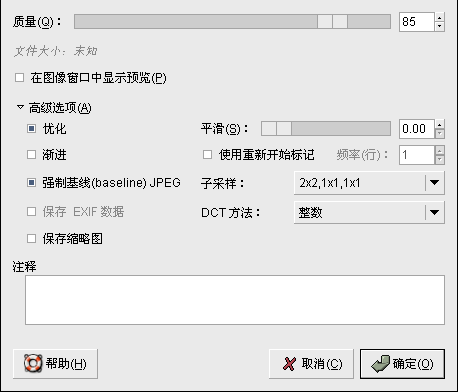 质量(Q)： 85
文件大小：未知
在图像窗口中显示预览(P)
高级选项(A)
优化 平滑(S)： 0.00
渐进 使用重新开始标记 频率(行)： 1
强制基线(baseline) JPEG 子采样： 2x2,1x1,1x1
保存 EXIF 数据 DCT 方法： 整数
保存缩略图
注释
帮助(H) 取消(C) 确定(O)